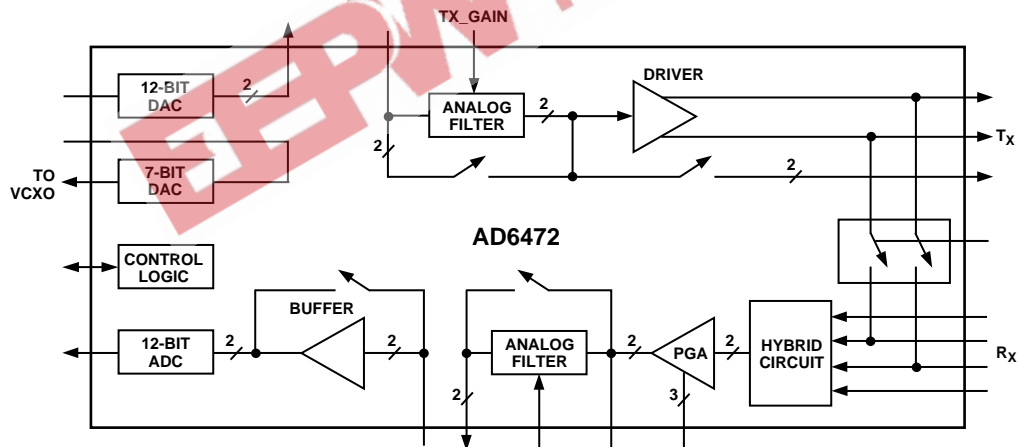 TX_GAIN
12-BIT
DAC
2
ANALOG
FILTER
2
DRIVER
2
TX
TO
VCXO
7-BIT
DAC
2
AD6472
CONTROL
LOGIC
BUFFER
12-BIT
ADC
2
2
2
ANALOG
FILTER
2
PGA
3
2
HYBRID
CIRCUIT
RX